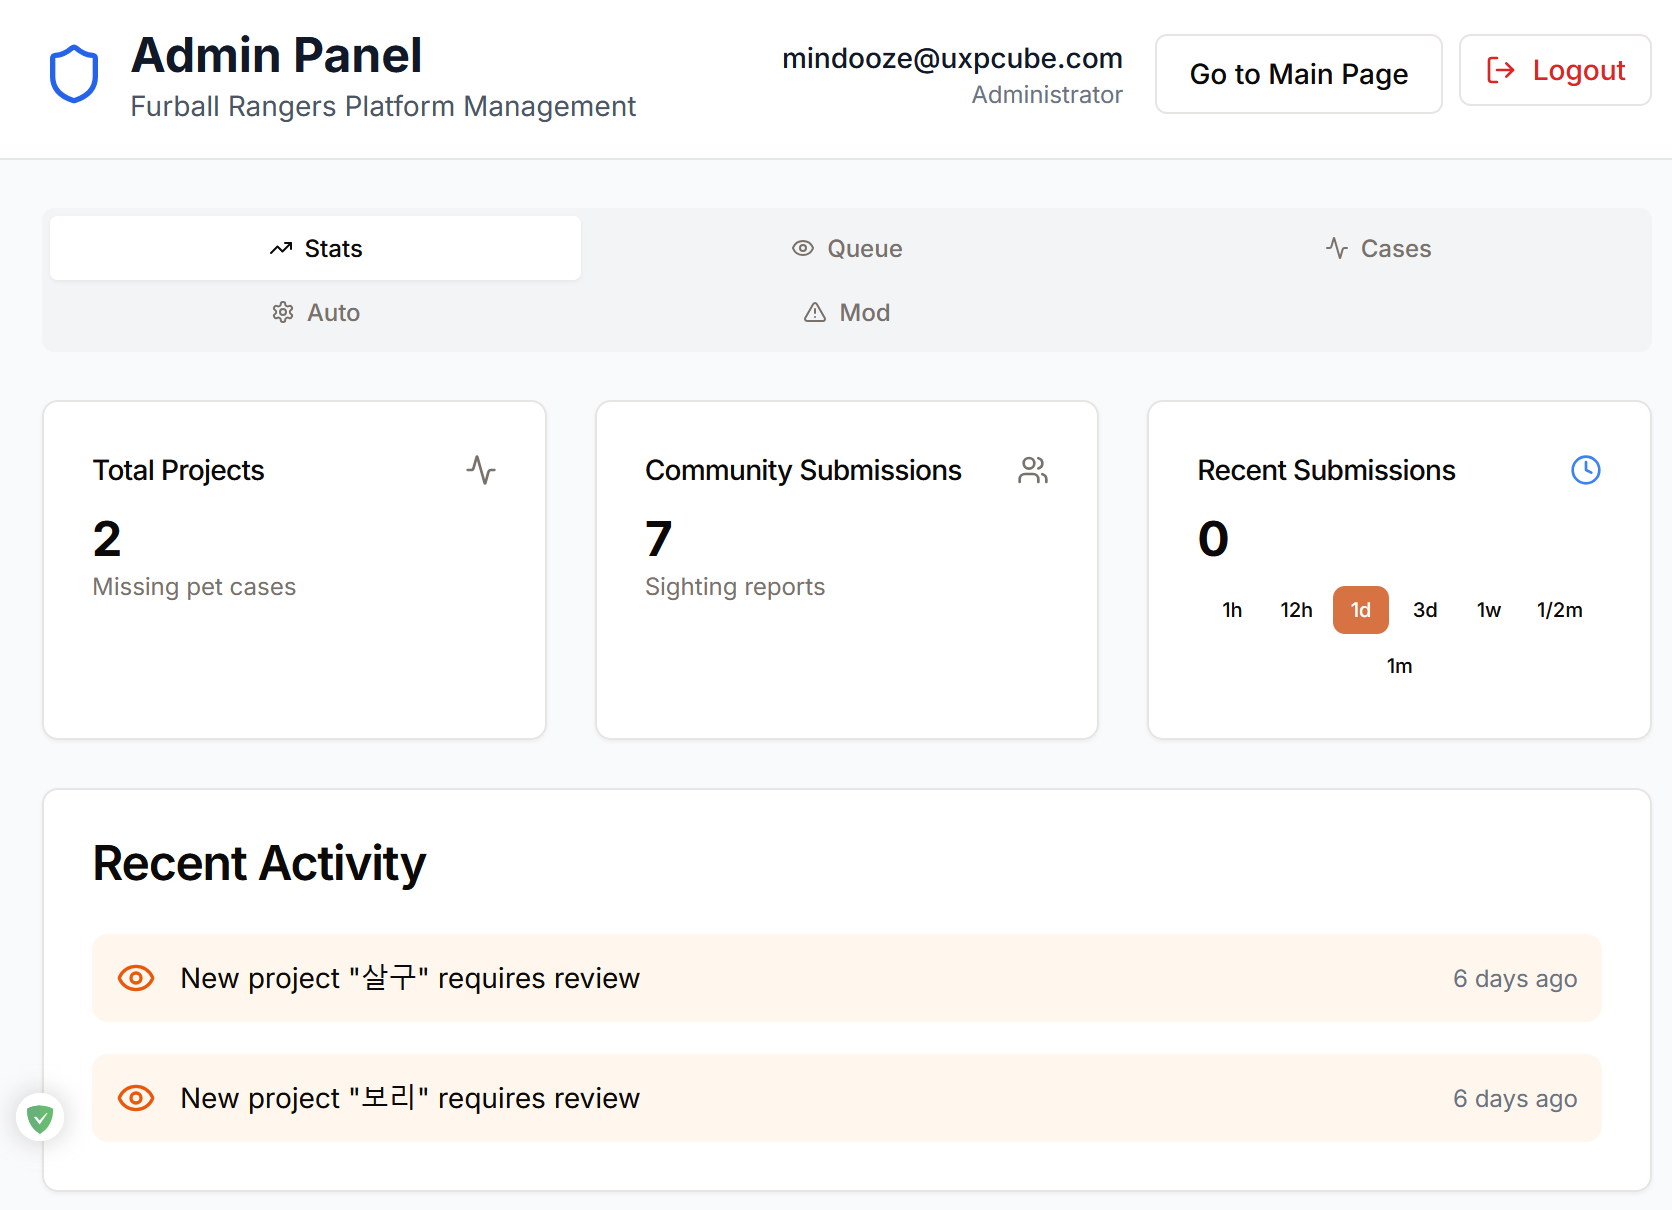 Admin Panel
Furball Rangers Platform Management
mindooze@uxpcube.com
Administrator
Go to Main Page
Logout
Stats
Queue
Cases
Auto
Mod
Total Projects
2
Missing pet cases
Community Submissions
7
Sighting reports
Recent Submissions
0
1h 12h 1d 3d 1w 1/2m
1m
Recent Activity
New project "살구" requires review
6 days ago
New project "보리" requires review
6 days ago